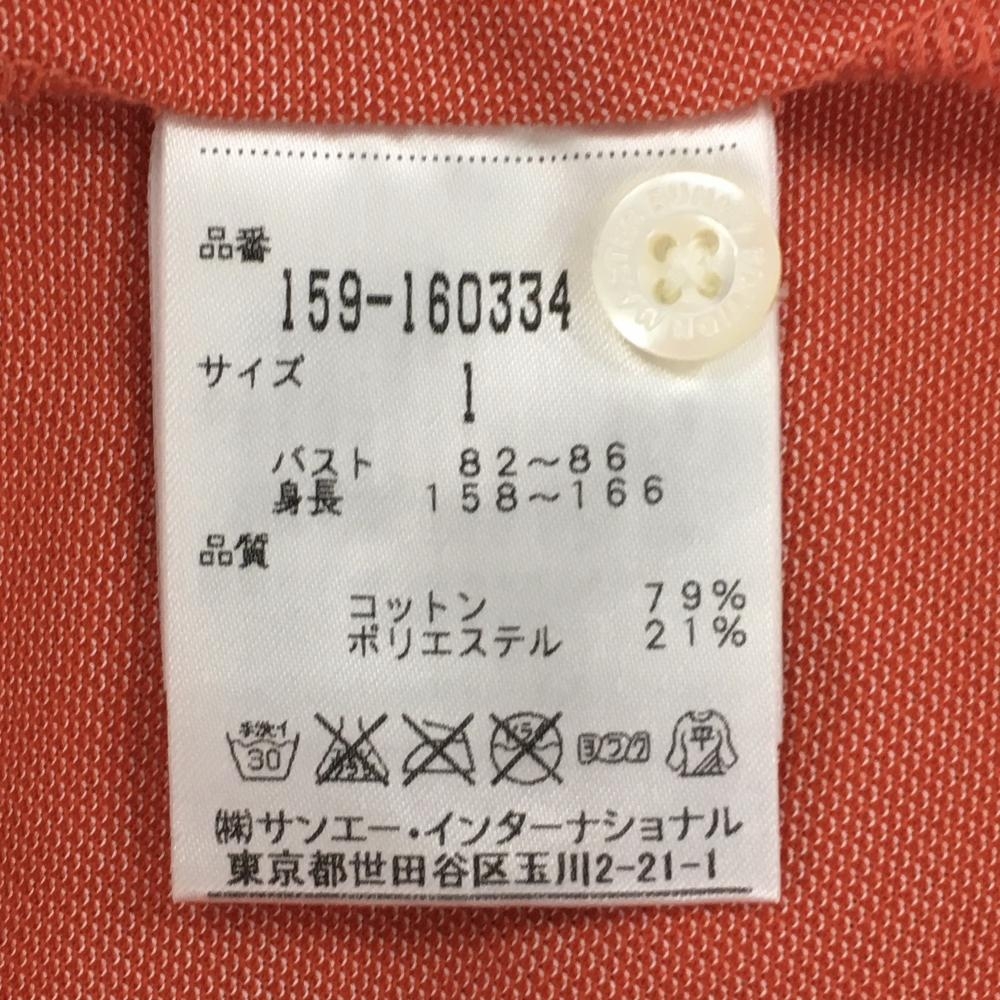 品番
159-160334
サイズ
1
バスト 82～86
身長 158～166
品質
コットン 79%
ポリエステル 21%
手洗イ
30
ヨワク
平
㈱サンエー・インターナショナル
東京都世田谷区玉川2-21-1